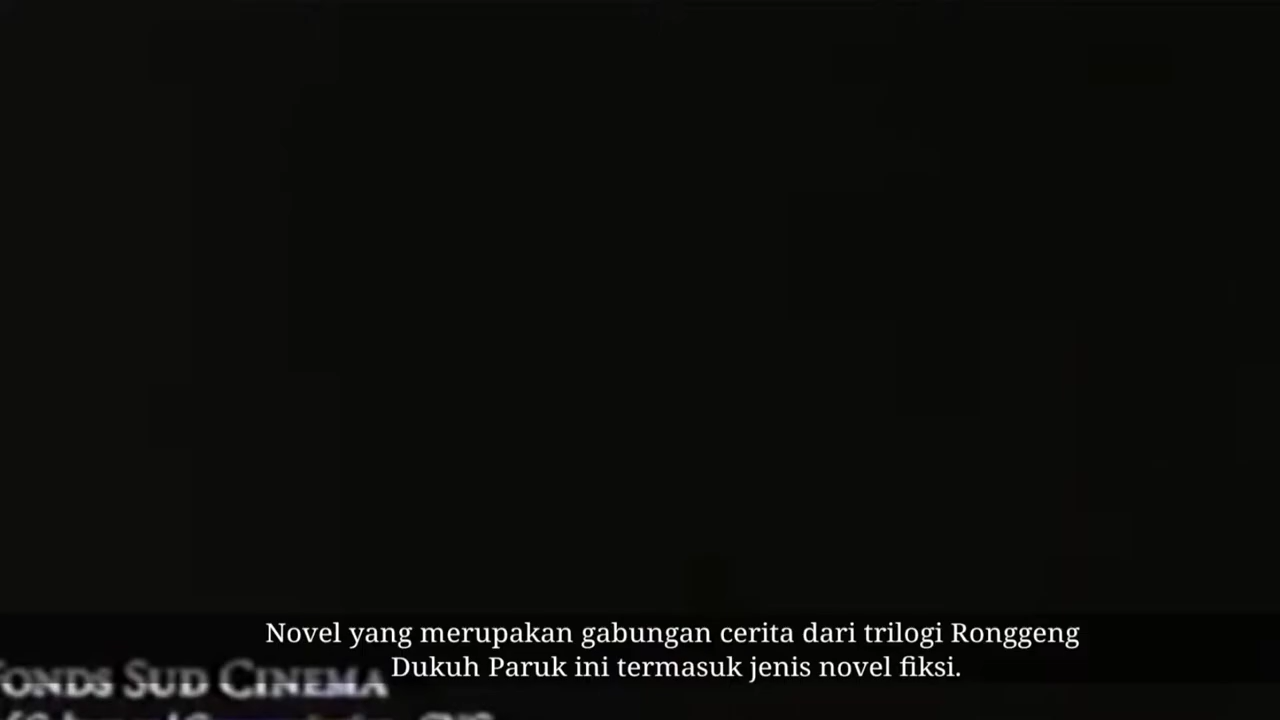 Novel yang merupakan gabungan cerita dari trilogi Ronggeng
Dukuh Paruk ini termasuk jenis novel fiksi.
FONDS SUD CINEMA